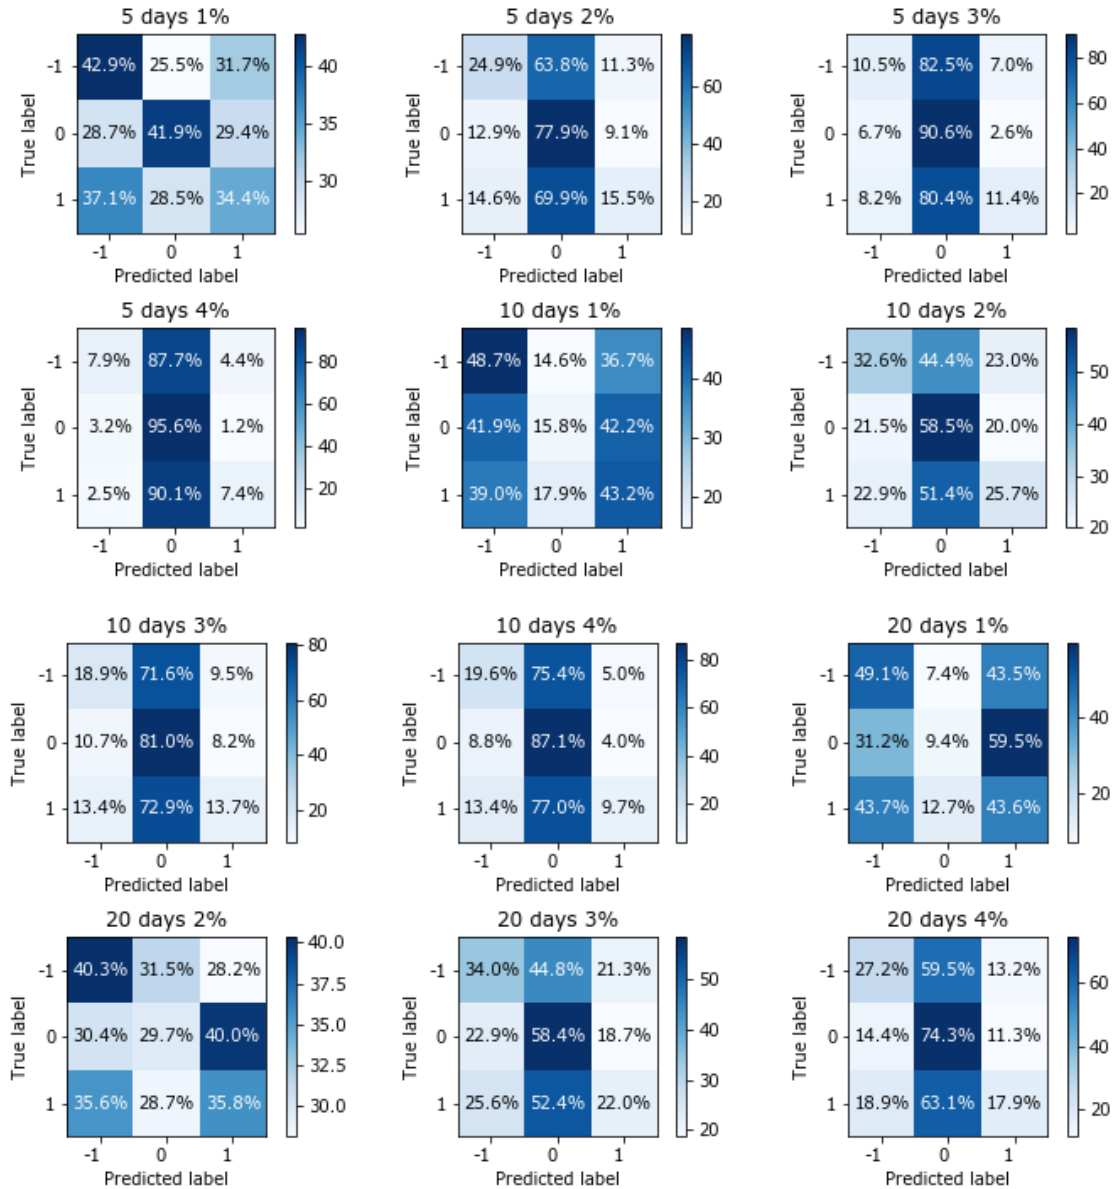 5 days 1%
5 days 2%
5 days 3%
True label
-1 42.9% 25.5% 31.7%
0 28.7% 41.9% 29.4%
1 37.1% 28.5% 34.4%
-1 0 1
Predicted label
40
35
30
True label
-1 24.9% 63.8% 11.3%
0 12.9% 77.9% 9.1%
1 14.6% 69.9% 15.5%
-1 0 1
Predicted label
60
40
20
True label
-1 10.5% 82.5% 7.0%
0 6.7% 90.6% 2.6%
1 8.2% 80.4% 11.4%
-1 0 1
Predicted label
80
60
40
20
5 days 4%
10 days 1%
10 days 2%
True label
-1 7.9% 87.7% 4.4%
0 3.2% 95.6% 1.2%
1 2.5% 90.1% 7.4%
-1 0 1
Predicted label
80
60
40
20
True label
-1 48.7% 14.6% 36.7%
0 41.9% 15.8% 42.2%
1 39.0% 17.9% 43.2%
-1 0 1
Predicted label
40
30
20
True label
-1 32.6% 44.4% 23.0%
0 21.5% 58.5% 20.0%
1 22.9% 51.4% 25.7%
-1 0 1
Predicted label
50
40
30
20
10 days 3%
10 days 4%
20 days 1%
True label
-1 18.9% 71.6% 9.5%
0 10.7% 81.0% 8.2%
1 13.4% 72.9% 13.7%
-1 0 1
Predicted label
80
60
40
20
True label
-1 19.6% 75.4% 5.0%
0 8.8% 87.1% 4.0%
1 13.4% 77.0% 9.7%
-1 0 1
Predicted label
80
60
40
20
True label
-1 49.1% 7.4% 43.5%
0 31.2% 9.4% 59.5%
1 43.7% 12.7% 43.6%
-1 0 1
Predicted label
40
20
20 days 2%
20 days 3%
20 days 4%
True label
-1 40.3% 31.5% 28.2%
0 30.4% 29.7% 40.0%
1 35.6% 28.7% 35.8%
-1 0 1
Predicted label
40.0
37.5
35.0
32.5
30.0
True label
-1 34.0% 44.8% 21.3%
0 22.9% 58.4% 18.7%
1 25.6% 52.4% 22.0%
-1 0 1
Predicted label
50
40
30
20
True label
-1 27.2% 59.5% 13.2%
0 14.4% 74.3% 11.3%
1 18.9% 63.1% 17.9%
-1 0 1
Predicted label
60
40
20